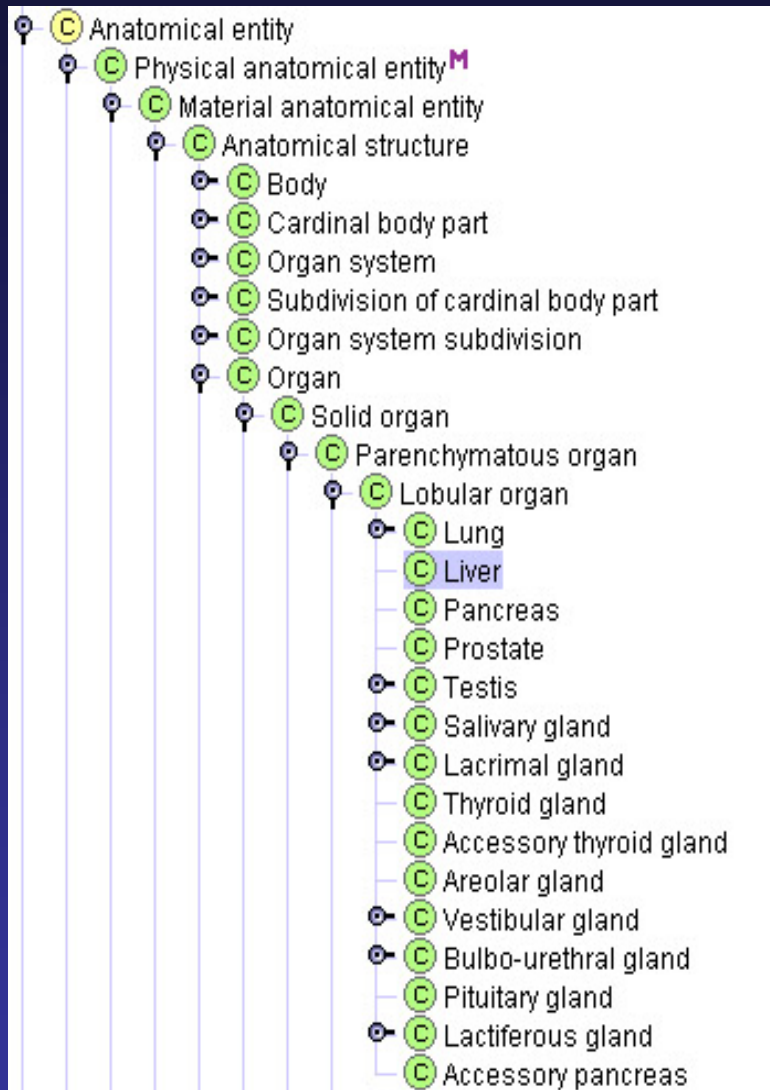 C Anatomical entity
C Physical anatomical entity M
C Material anatomical entity
C Anatomical structure
C Body
C Cardinal body part
C Organ system
C Subdivision of cardinal body part
C Organ system subdivision
C Organ
C Solid organ
C Parenchymatous organ
C Lobular organ
C Lung
C Liver
C Pancreas
C Prostate
C Testis
C Salivary gland
C Lacrimal gland
C Thyroid gland
C Accessory thyroid gland
C Areolar gland
C Vestibular gland
C Bulbo-urethral gland
C Pituitary gland
C Lactiferous gland
C Accessory pancreas